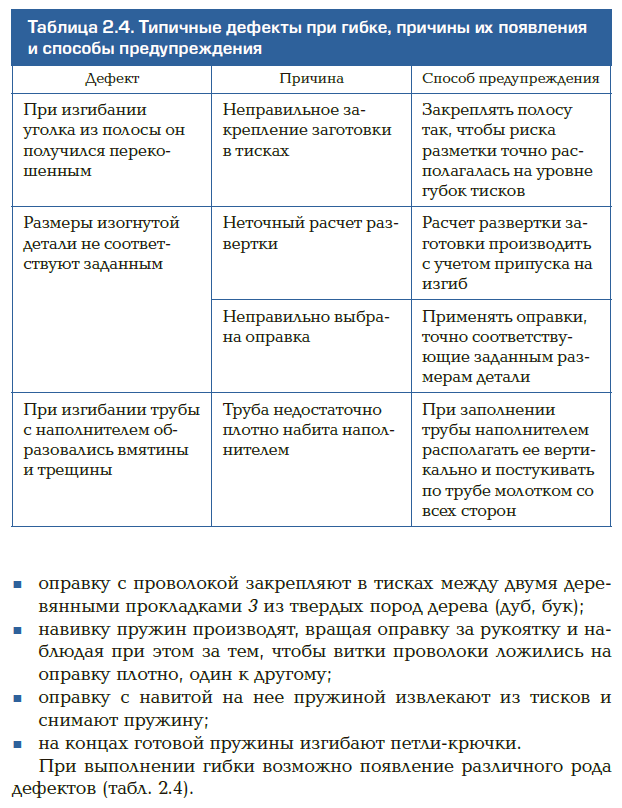 Таблица 2.4. Типичные дефекты при гибке, причины их появления
и способы предупреждения
Дефект
Причина
Способ предупреждения
При изгибании
уголка из полосы он
получился переко-
шенным
Неправильное за-
крепление заготовки
в тисках
Закреплять полосу
так, чтобы риска
разметки точно рас-
полагалась на уровне
губок тисков
Размеры изогнутой
детали не соответ-
ствуют заданным
Неточный расчет раз-
вертки
Расчет развертки за-
готовки производить
с учетом припуска на
изгиб
Неправильно выбра-
на оправка
Применять оправки,
точно соответству-
ющие заданным раз-
мерам детали
При изгибании трубы
с наполнителем об-
разовались вмятины
и трещины
Труба недостаточно
плотно набита напол-
нителем
При заполнении
трубы наполнителем
располагать ее верти-
кально и постукивать
по трубе молотком со
всех сторон
▪ оправку с проволокой закрепляют в тисках между двумя дере-
вянными прокладками 3 из твердых пород дерева (дуб, бук);
▪ навивку пружин производят, вращая оправку за рукоятку и на-
блюдая при этом за тем, чтобы витки проволоки ложились на
оправку плотно, один к другому;
▪ оправку с навитой на нее пружиной извлекают из тисков и
снимают пружину;
▪ на концах готовой пружины изгибают петли-крючки.
При выполнении гибки возможно появление различного рода
дефектов (табл. 2.4).